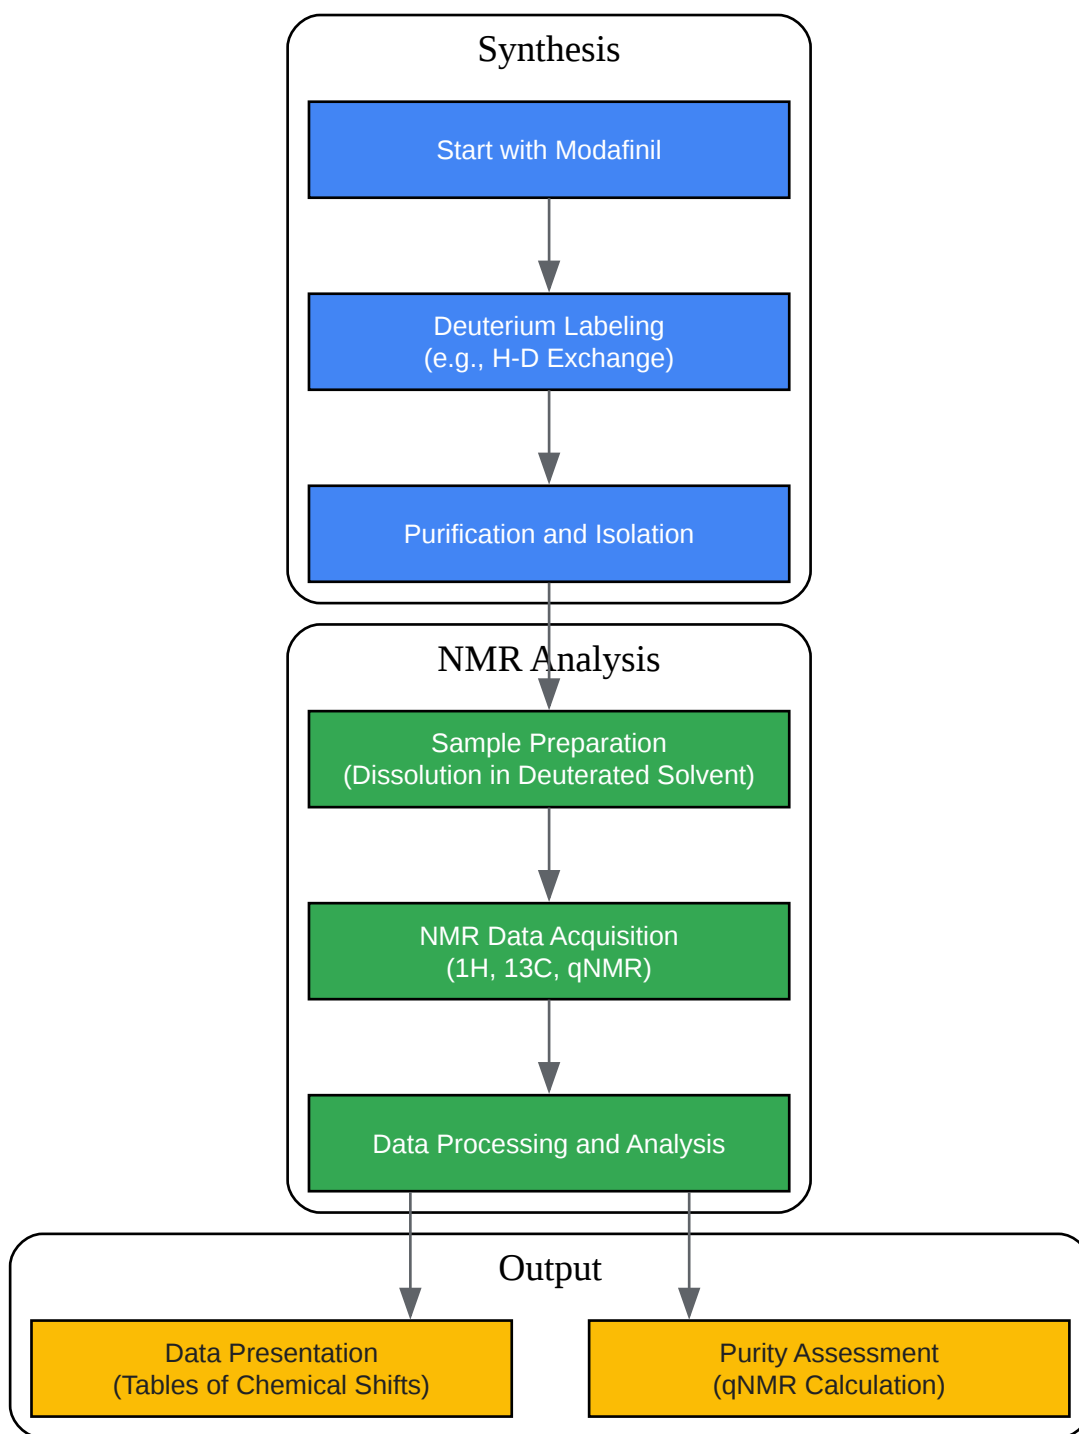 Synthesis
Start with Modafinil
Deuterium Labeling
(e.g., H-D Exchange)
Purification and Isolation
NMR Analysis
Sample Preparation
(Dissolution in Deuterated Solvent)
NMR Data Acquisition
(1H, 13C, qNMR)
Data Processing and Analysis
Output
Data Presentation
(Tables of Chemical Shifts)
Purity Assessment
(qNMR Calculation)